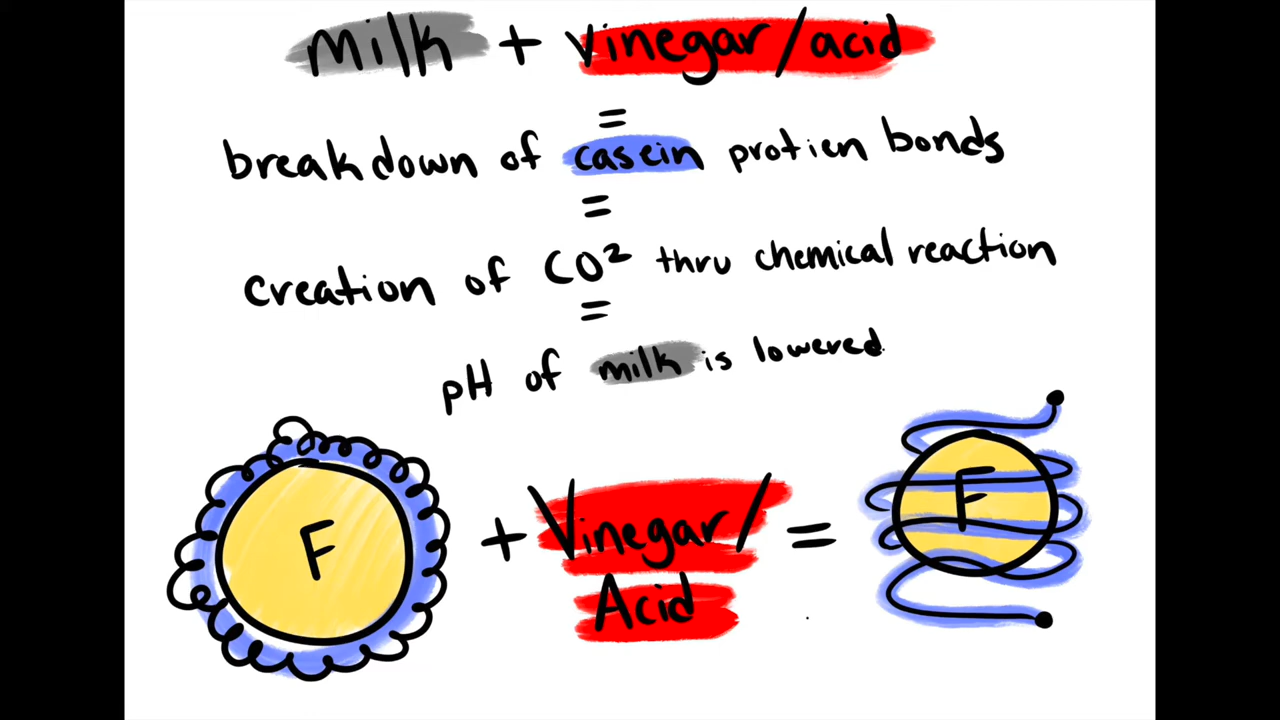 milk + vinegar/acid
=
breakdown of casein protien bonds
=
creation of CO² thru chemical reaction
=
pH of milk is lowered
F + Vinegar/ = F
Acid